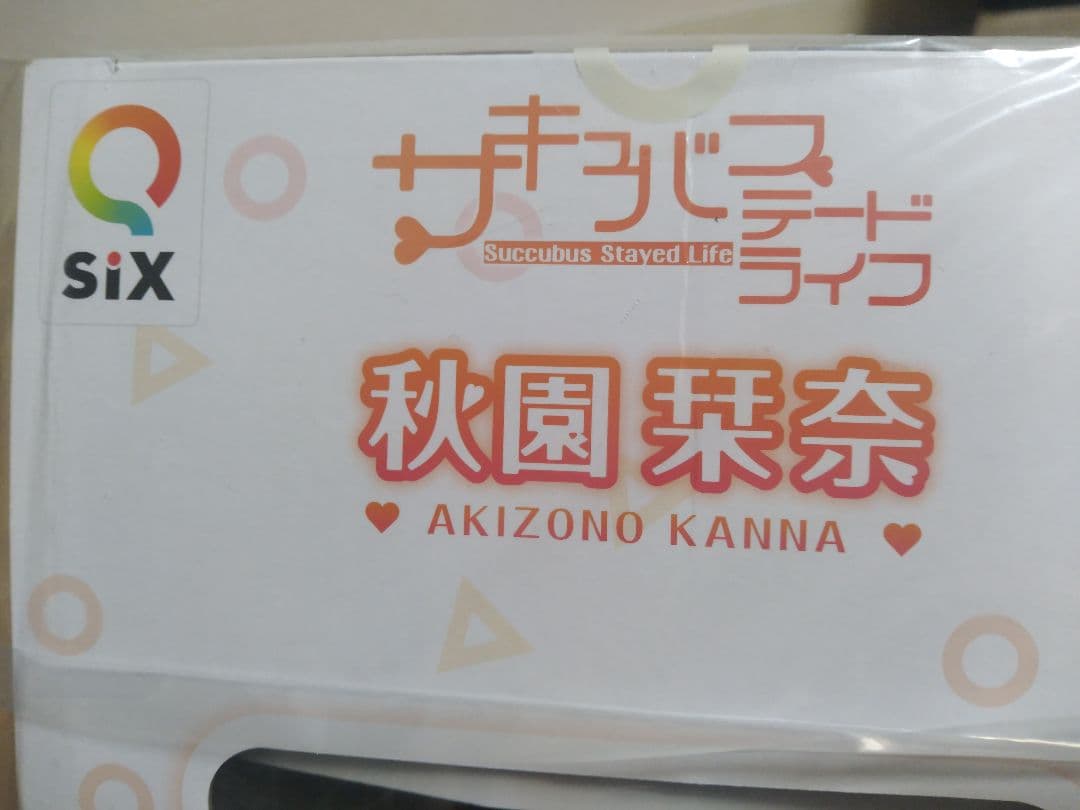 SiX
サキュバス
テード
ライフ
Succubus Stayed Life
秋園 栞奈
AKIZONO KANNA